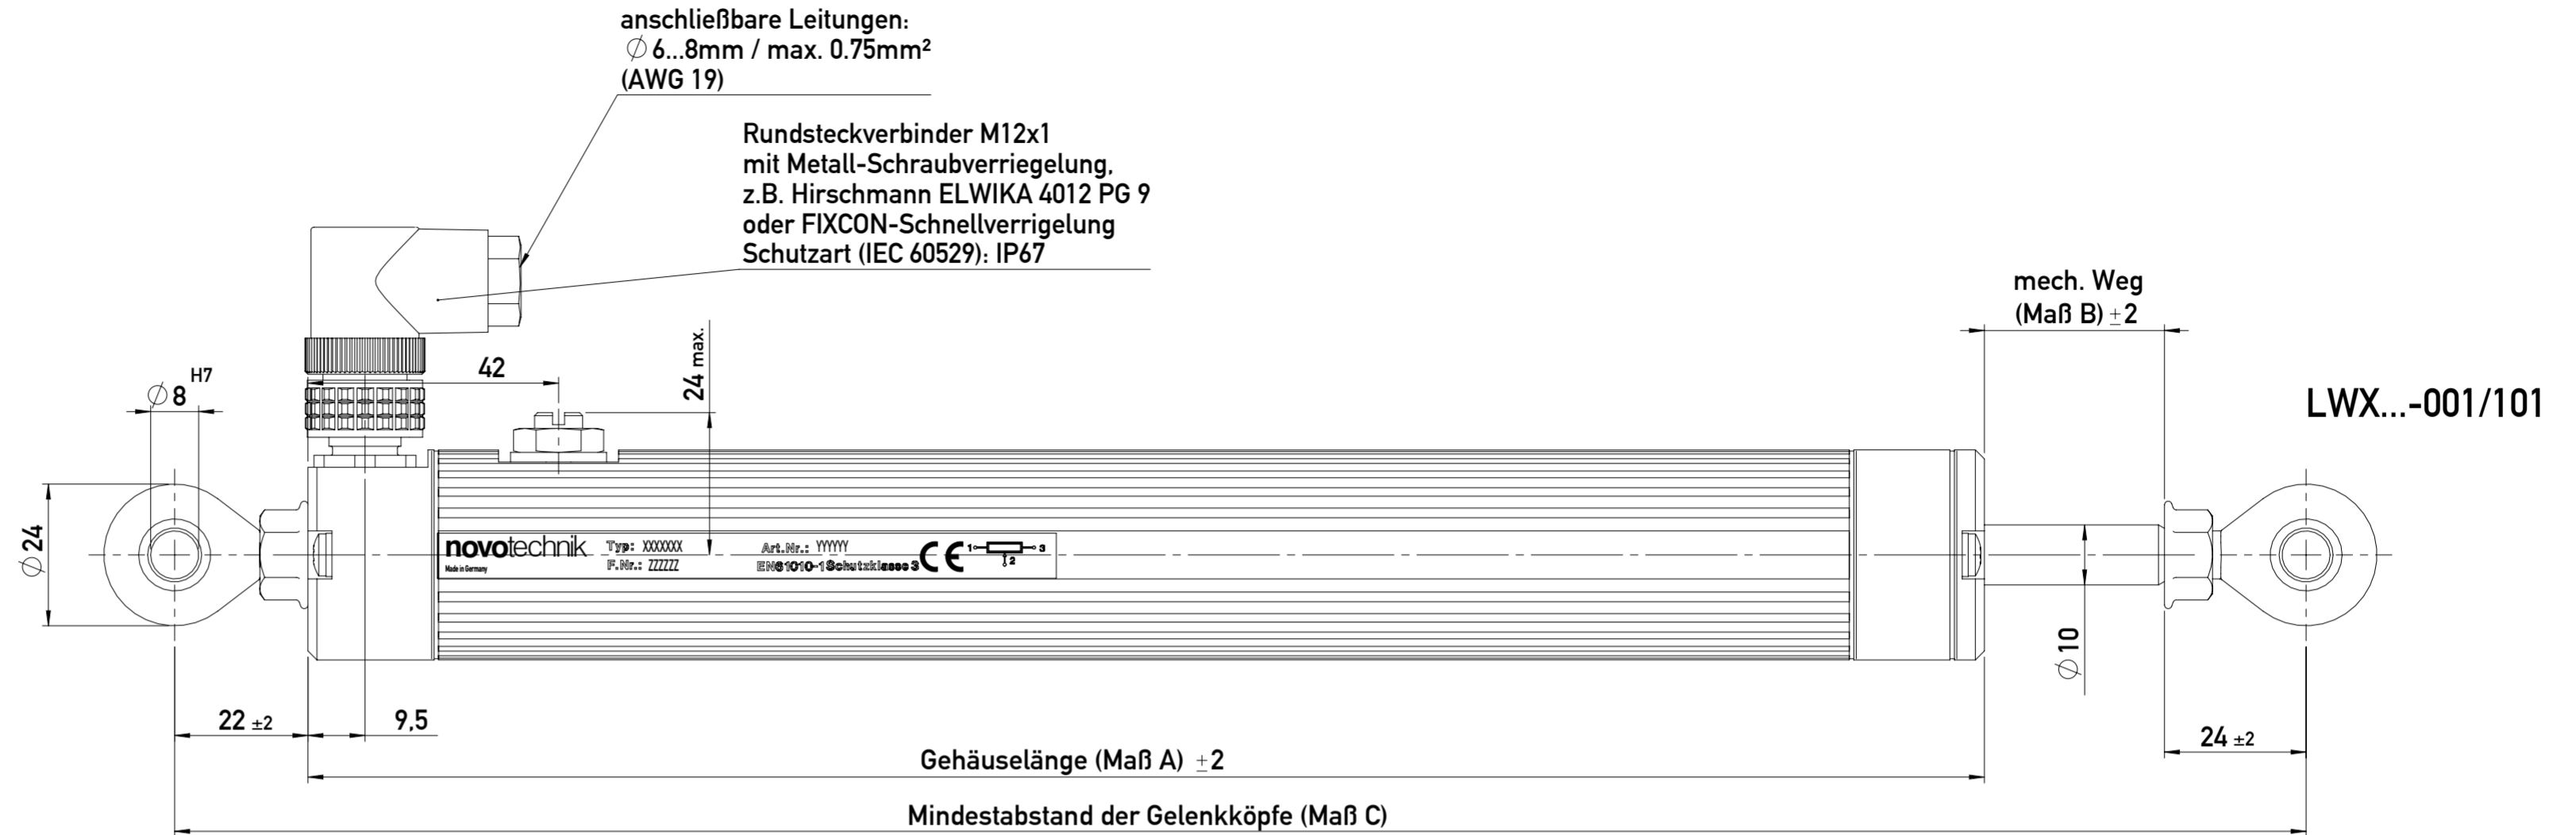 anschließbare Leitungen:
∅ 6...8mm / max. 0.75mm²
(AWG 19)
Rundsteckverbinder M12x1
mit Metall-Schraubverriegelung,
z.B. Hirschmann ELWIKA 4012 PG 9
oder FIXCON-Schnellverrigelung
Schutzart (IEC 60529): IP67
mech. Weg
(Maß B) ±2
42
24 max.
∅ 8 H7
LWX...-001/101
∅ 24
novotechnik
Made in Germany
Typ: XXXXXXX
F.Nr.: ZZZZZZ
Art.Nr.: YYYYYY
EN61010-1Schutzklasse 3
CE
1
3
2
∅ 10
22 ±2
9,5
24 ±2
Gehäuselänge (Maß A) ±2
Mindestabstand der Gelenkköpfe (Maß C)